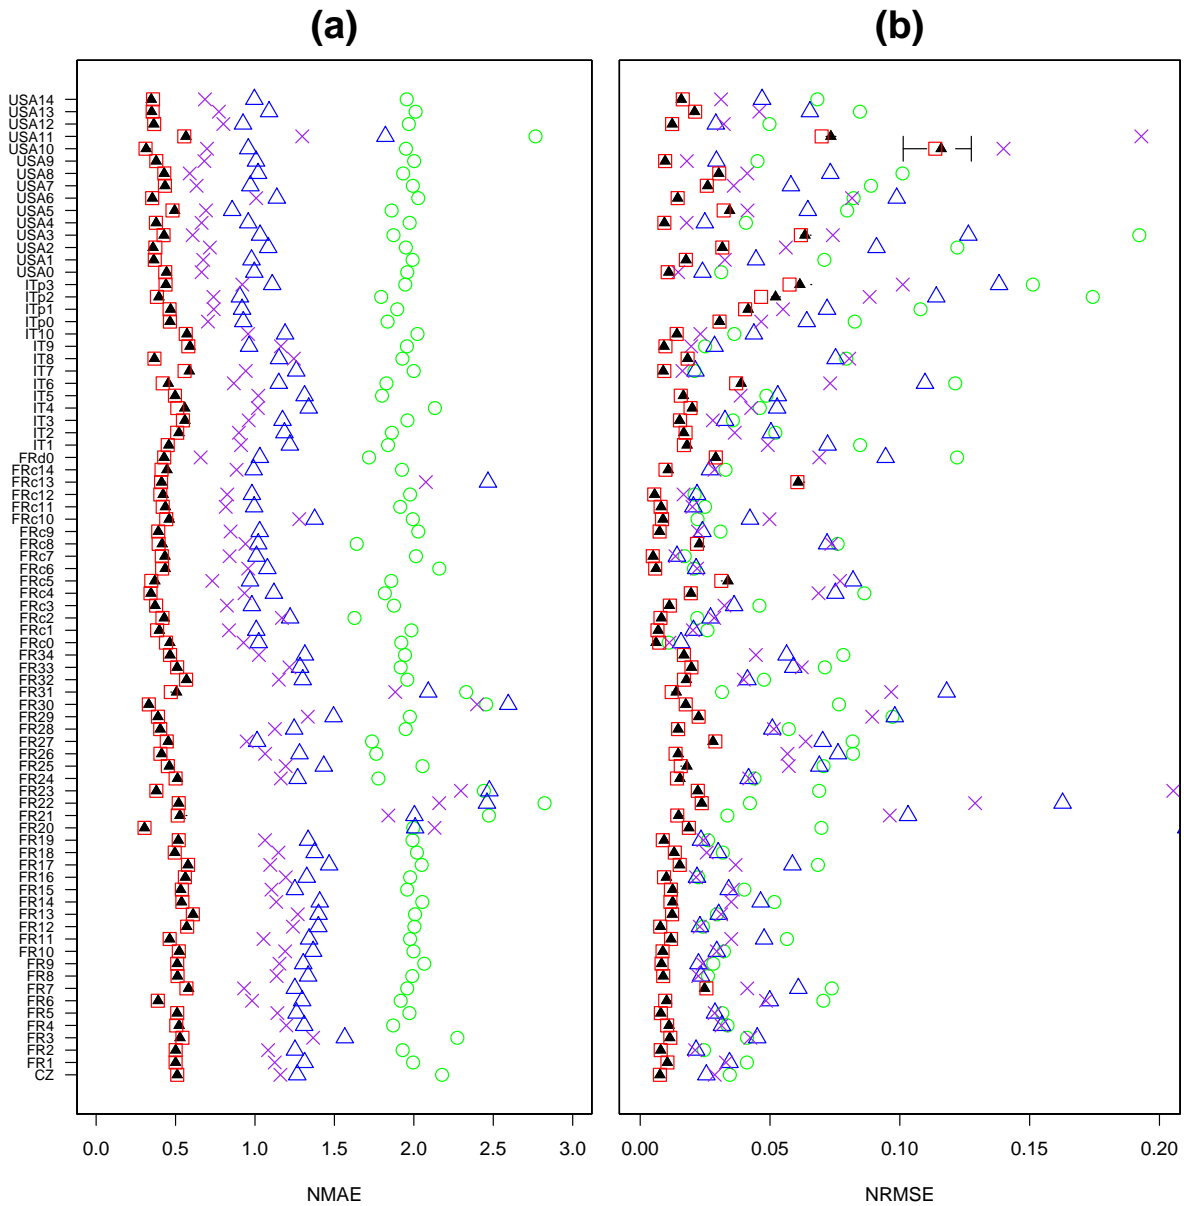 (a)
(b)
USA14
USA13
USA12
USA11
USA10
USA9
USA8
USA7
USA6
USA5
USA4
USA3
USA2
USA1
USA0
ITp3
ITp2
ITp1
ITp0
IT10
IT9
IT8
IT7
IT6
IT5
IT4
IT3
IT2
IT1
FRd0
FRc14
FRc13
FRc12
FRc11
FRc10
FRc9
FRc8
FRc7
FRc6
FRc5
FRc4
FRc3
FRc2
FRc1
FRc0
FR34
FR33
FR32
FR31
FR30
FR29
FR28
FR27
FR26
FR25
FR24
FR23
FR22
FR21
FR20
FR19
FR18
FR17
FR16
FR15
FR14
FR13
FR12
FR11
FR10
FR9
FR8
FR7
FR6
FR5
FR4
FR3
FR2
FR1
CZ
0.0 0.5 1.0 1.5 2.0 2.5 3.0
NMAE
0.00 0.05 0.10 0.15 0.20
NRMSE